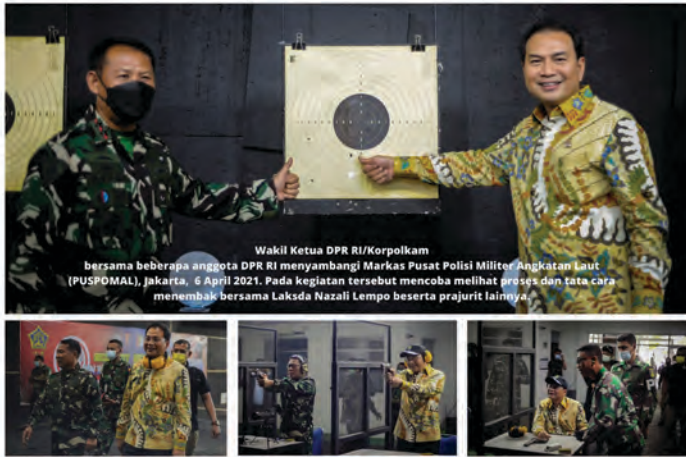 Wakil Ketua DPR RI/Korpolkam
bersama beberapa anggota DPR RI menyambangi Markas Pusat Polisi Militer Angkatan Laut
(PUSPOMAL), Jakarta, 6 April 2021. Pada kegiatan tersebut mencoba melihat proses dan tata cara
menembak bersama Laksda Nazali Lempo beserta prajurit lainnya.